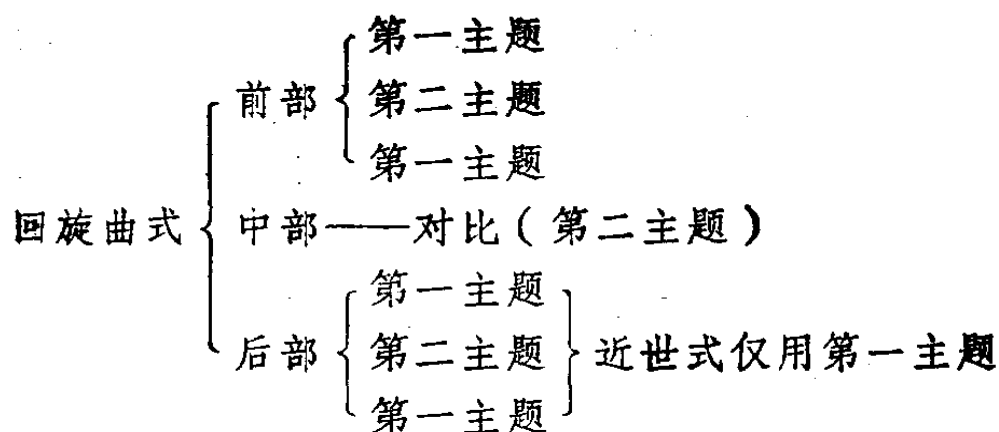 第一主题
前部 第二主题
第一主题
回旋曲式 中部——对比(第二主题)
第一主题
后部 第二主题 近世式仅用第一主题
第一主题